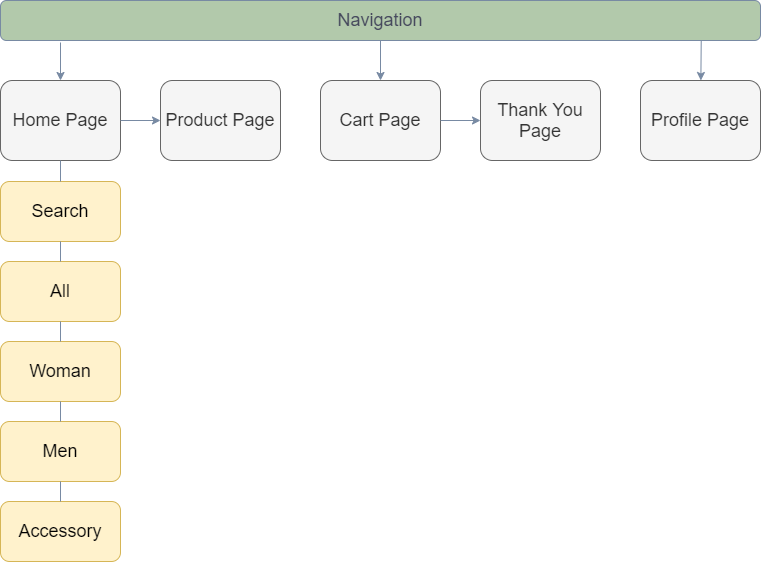 Navigation
Home Page
Product Page
Cart Page
Thank You
Page
Profile Page
Search
All
Woman
Men
Accessory